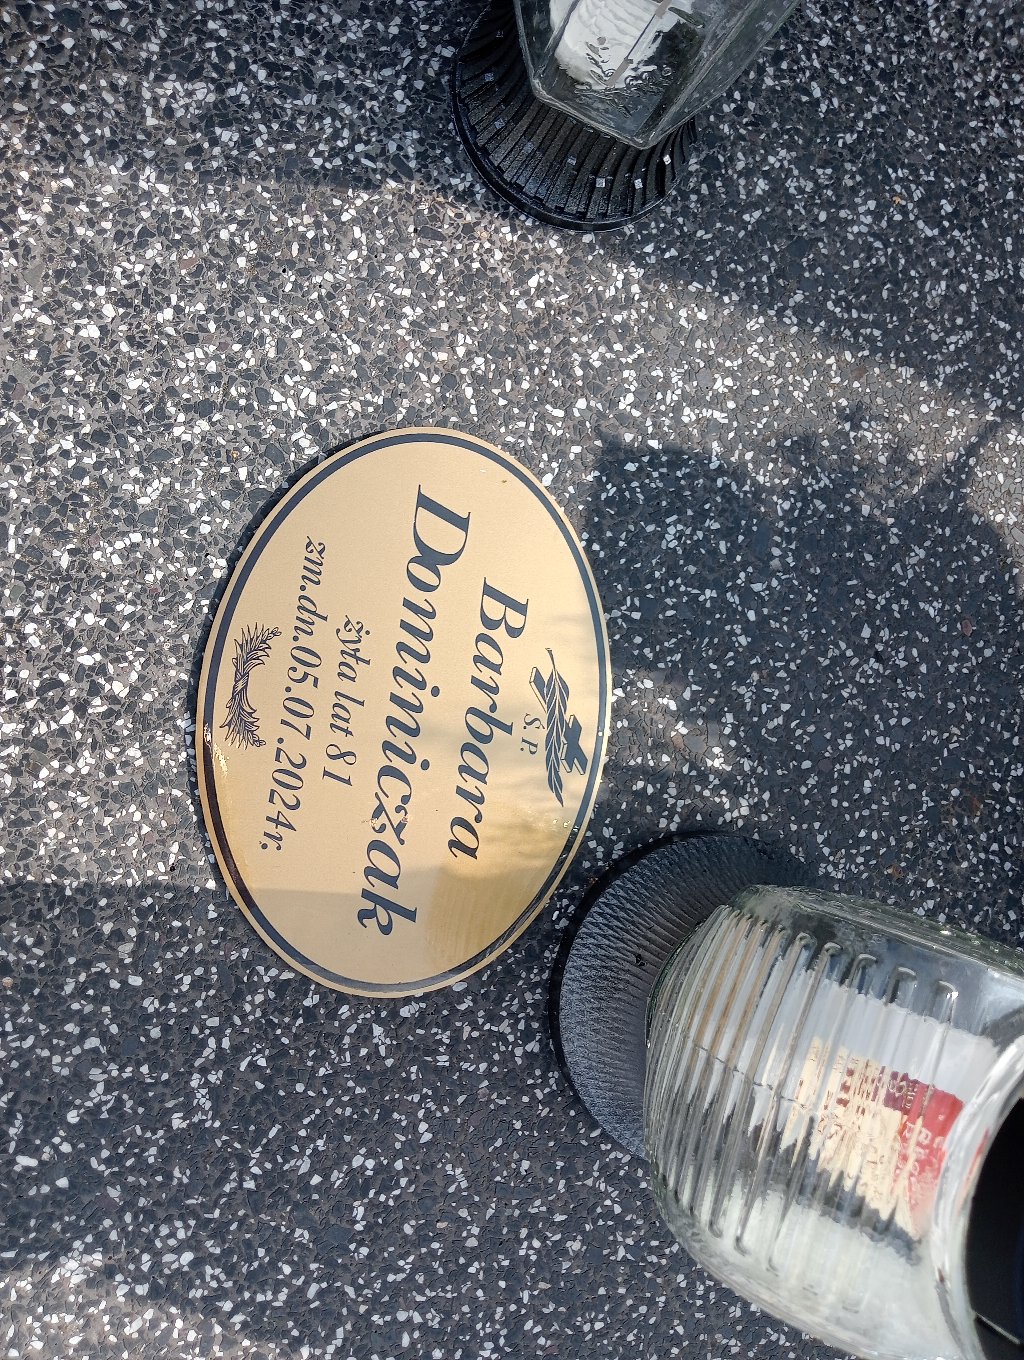 Ś. P.
Barbara
Dominiczak
żyła lat 81
zm.dn.05.07.2024r.